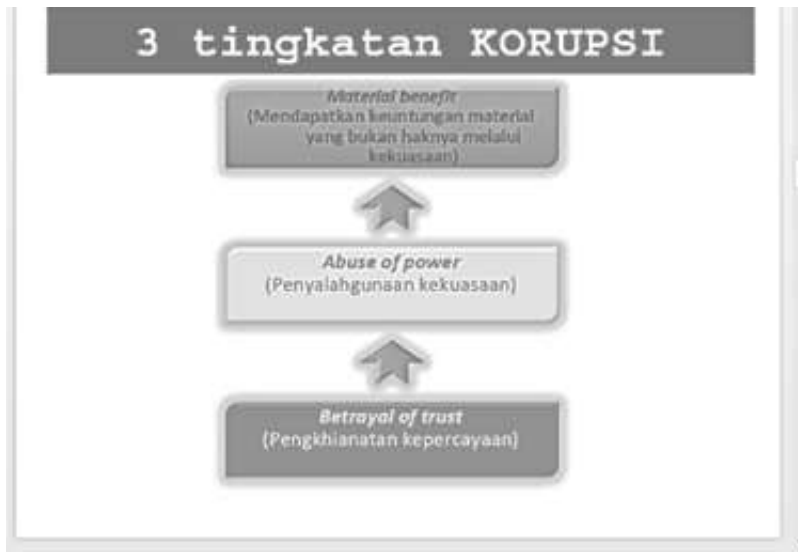 3 tingkatan KORUPSI
Material benefit
(Mendapatkan keuntungan material
yang bukan haknya melalui
kekuasaan)
Abuse of power
(Penyalahgunaan kekuasaan)
Betrayal of trust
(Pengkhianatan kepercayaan)